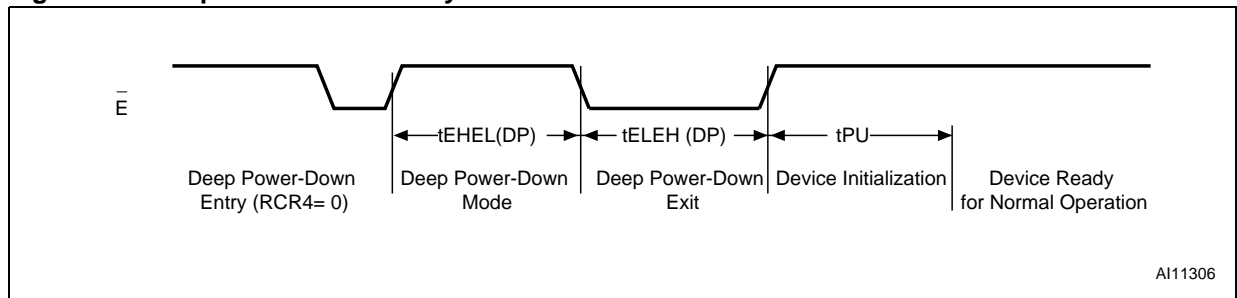 E
tEHEL(DP)
tELEH (DP)
tPU
Deep Power-Down
Entry (RCR4= 0)
Deep Power-Down
Mode
Deep Power-Down
Exit
Device Initialization
Device Ready
for Normal Operation
AI11306